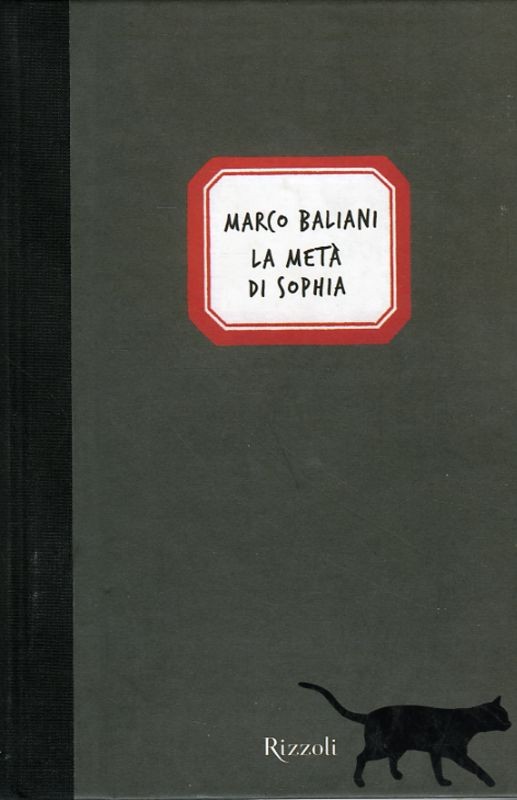 MARCO BALIANI
LA METÀ
DI SOPHIA
Rizzoli